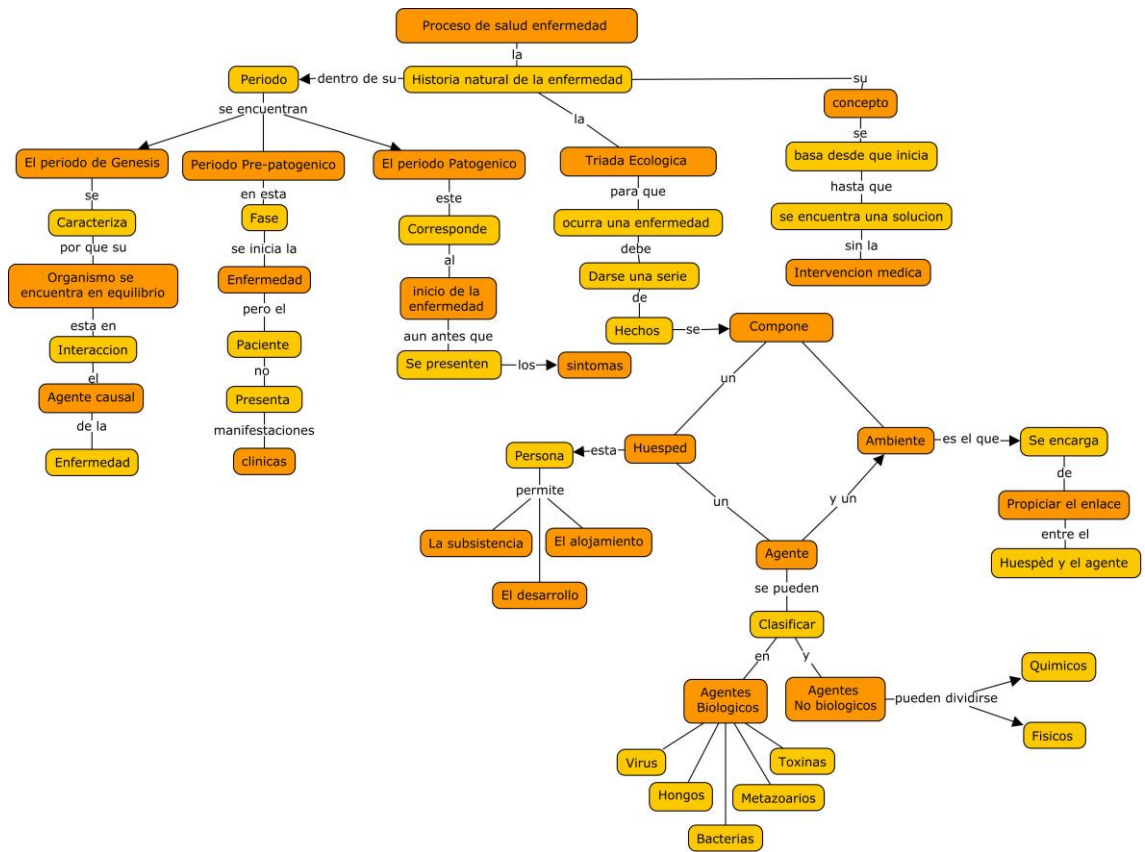 Proceso de salud enfermedad
la
Historia natural de la enfermedad
dentro de su
Periodo
se encuentran
El periodo de Genesis
se
Caracteriza
por que su
Organismo se
encuentra en equilibrio
esta en
Interaccion
el
Agente causal
de la
Enfermedad
Periodo Pre-patogenico
en esta
Fase
se inicia la
Enfermedad
pero el
Paciente
no
Presenta
manifestaciones
clinicas
El periodo Patogenico
este
Corresponde
al
inicio de la
enfermedad
aun antes que
Se presenten
los
sintomas
la
Triada Ecologica
para que
ocurra una enfermedad
debe
Darse una serie
de
Hechos
se
Compone
un
Huesped
esta
Persona
permite
La subsistencia
El desarrollo
El alojamiento
un
Agente
y un
Ambiente
es el que
Se encarga
de
Propiciar el enlace
entre el
Huespèd y el agente
se pueden
Clasificar
en
Agentes
Biologicos
Virus
Hongos
Bacterias
Metazoarios
Toxinas
y
Agentes
No biologicos
pueden dividirse
Quimicos
Fisicos
su
concepto
se
basa desde que inicia
hasta que
se encuentra una solucion
sin la
Intervencion medica